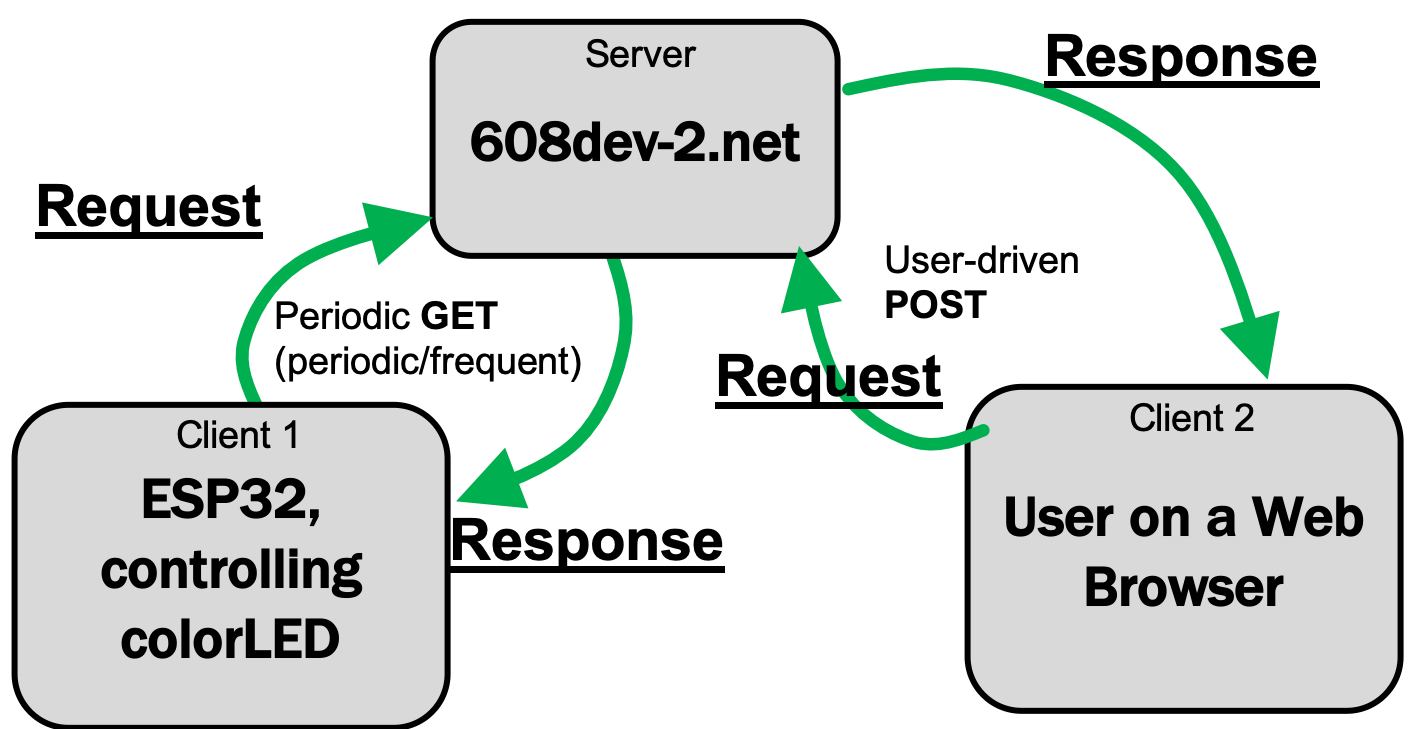 Server
608dev-2.net
Response
Request
Periodic GET
(periodic/frequent)
User-driven
POST
Request
Client 1
ESP32,
controlling
colorLED
Response
Client 2
User on a Web
Browser